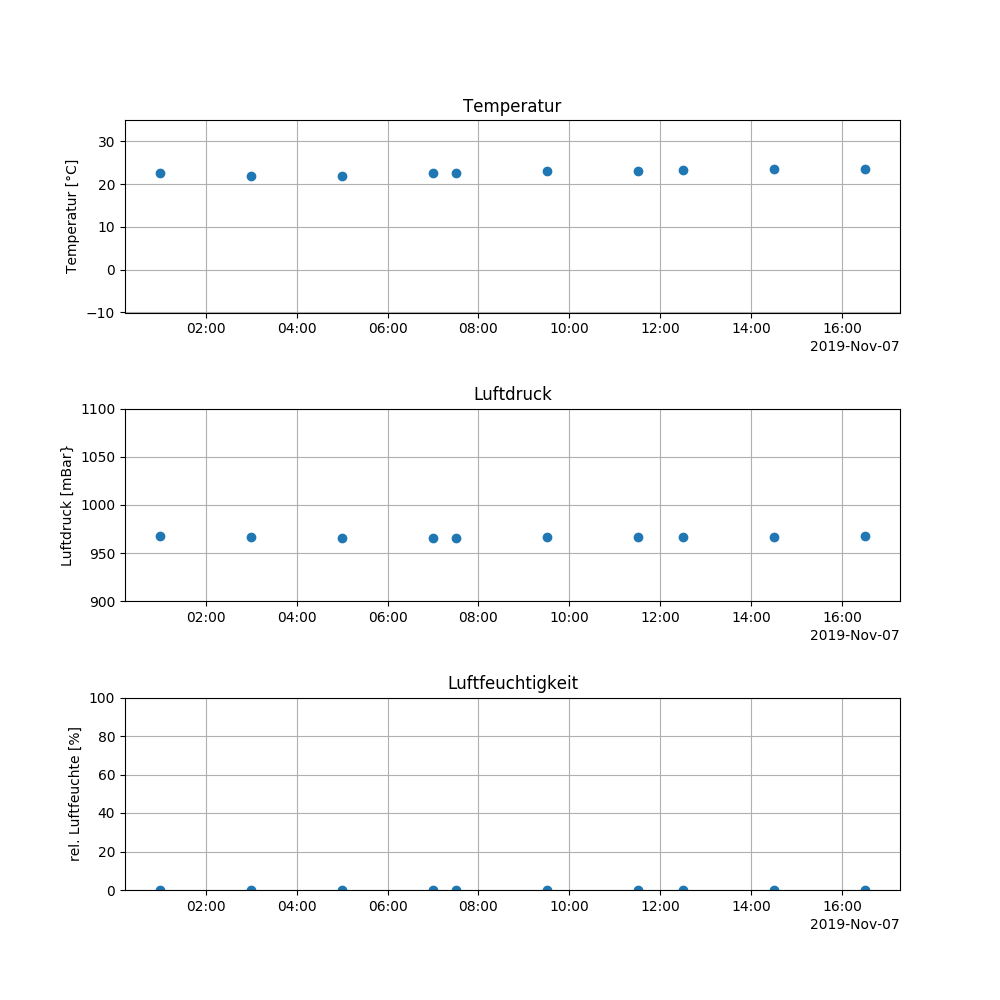 Temperatur
Temperatur [°C]
30
20
10
0
−10
02:00 04:00 06:00 08:00 10:00 12:00 14:00 16:00
2019-Nov-07
Luftdruck
Luftdruck [mBar}
1100
1050
1000
950
900
02:00 04:00 06:00 08:00 10:00 12:00 14:00 16:00
2019-Nov-07
Luftfeuchtigkeit
rel. Luftfeuchte [%]
100
80
60
40
20
0
02:00 04:00 06:00 08:00 10:00 12:00 14:00 16:00
2019-Nov-07